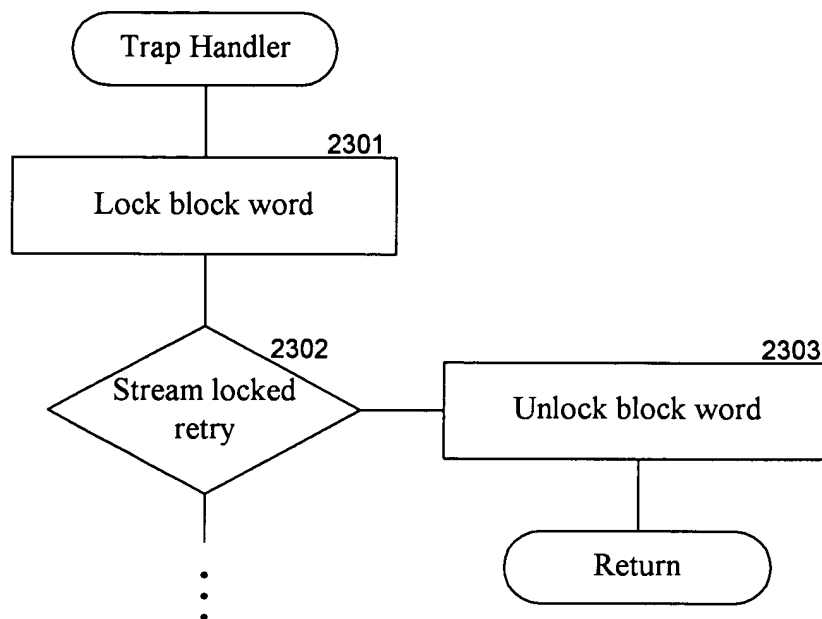 Trap Handler
2301
Lock block word
2302
Stream locked
retry
2303
Unlock block word
Return